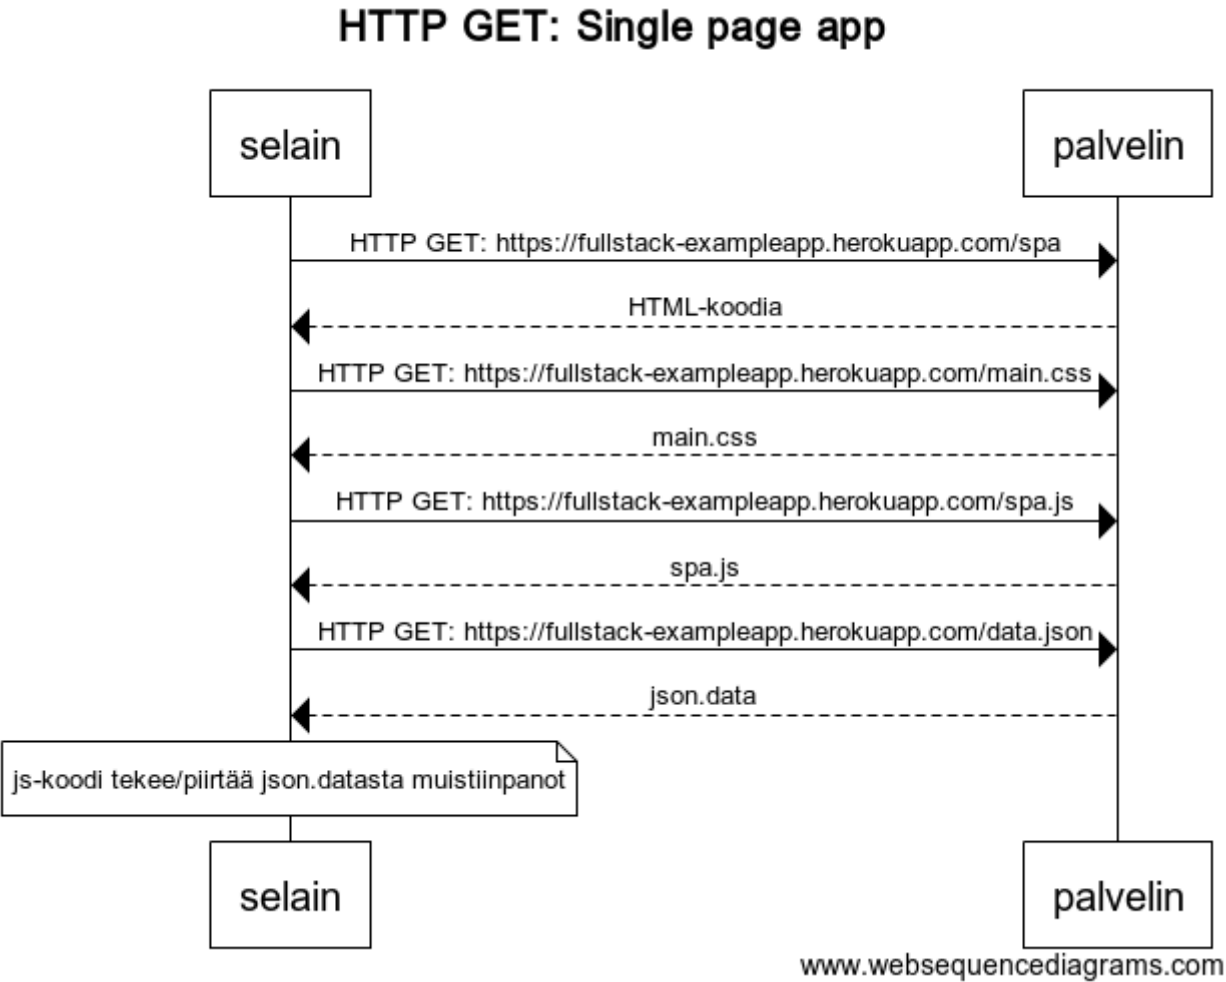 HTTP GET: Single page app
selain
palvelin
HTTP GET: https://fullstack-exampleapp.herokuapp.com/spa
HTML-koodia
HTTP GET: https://fullstack-exampleapp.herokuapp.com/main.css
main.css
HTTP GET: https://fullstack-exampleapp.herokuapp.com/spa.js
spa.js
HTTP GET: https://fullstack-exampleapp.herokuapp.com/data.json
json.data
js-koodi tekee/piirtää json.datasta muistiinpanot
selain
palvelin
www.websequencediagrams.com